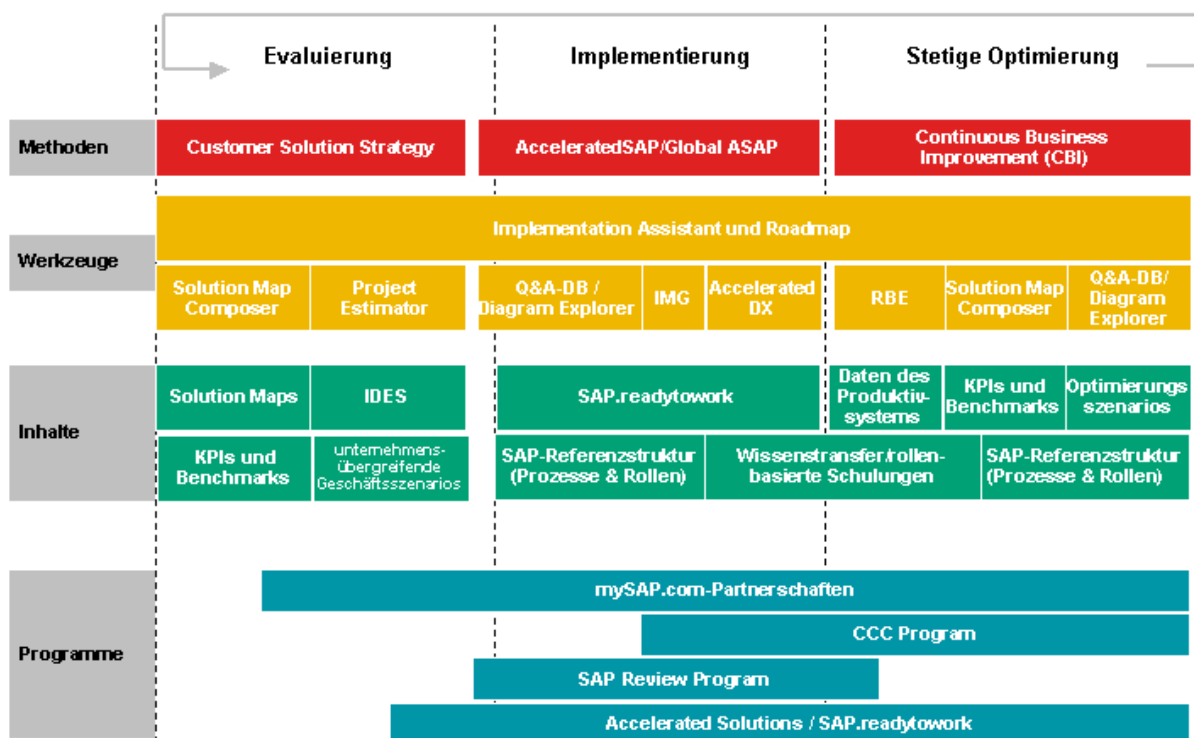 Evaluierung
Implementierung
Stetige Optimierung
Methoden
Customer Solution Strategy
AcceleratedSAP/Global ASAP
Continuous Business
Improvement (CBI)
Werkzeuge
Implementation Assistant und Roadmap
Solution Map
Composer
Project
Estimator
Q&A-DB /
Diagram Explorer
IMG
Accelerated
DX
RBE
Solution Map
Composer
Q&A-DB/
Diagram
Explorer
Inhalte
Solution Maps
IDES
SAP.readytowork
Daten des
Produktiv-
systems
KPIs und
Benchmarks
Optimierungs
szenarios
KPIs und
Benchmarks
unternehmens-
übergreifende
Geschäftsszenarios
SAP-Referenzstruktur
(Prozesse & Rollen)
Wissenstransfer/rollen-
basierte Schulungen
SAP-Referenzstruktur
(Prozesse & Rollen)
Programme
mySAP.com-Partnerschaften
CCC Program
SAP Review Program
Accelerated Solutions / SAP.readytowork